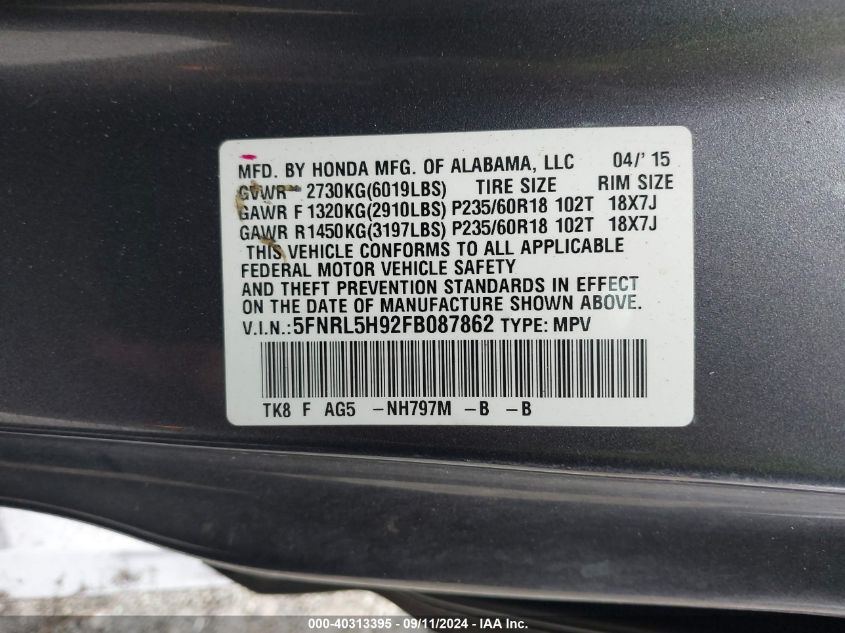 MFD. BY HONDA MFG. OF ALABAMA, LLC 04/'15
GVWR 2730KG(6019LBS) TIRE SIZE RIM SIZE
GAWR F 1320KG(2910LBS) P235/60R18 102T 18X7J
GAWR R1450KG(3197LBS) P235/60R18 102T 18X7J
THIS VEHICLE CONFORMS TO ALL APPLICABLE
FEDERAL MOTOR VEHICLE SAFETY
AND THEFT PREVENTION STANDARDS IN EFFECT
ON THE DATE OF MANUFACTURE SHOWN ABOVE.
V.I.N.:5FNRL5H92FB087862 TYPE: MPV
TK8 F AG5 -NH797M -B -B
000-40313395 - 09/11/2024 - IAA Inc.